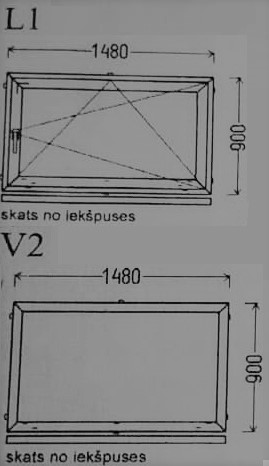 L1
1480
900
skats no iekšpuses
V2
1480
900
skats no iekšpuses